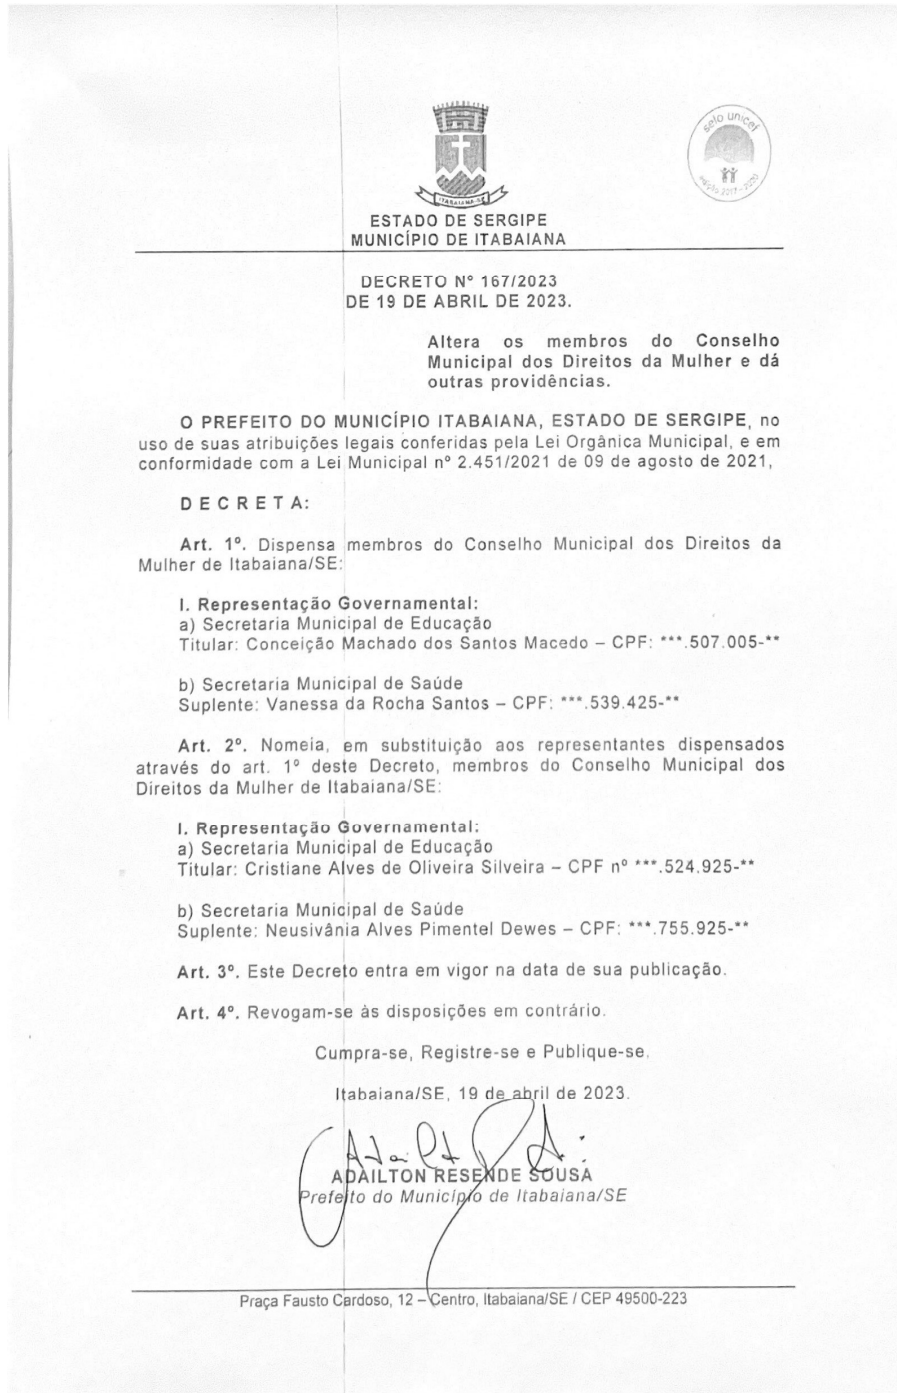 selo unicef
edição 2017 - 2020
ITABAIANA-SE
ESTADO DE SERGIPE
MUNICÍPIO DE ITABAIANA
DECRETO Nº 167/2023
DE 19 DE ABRIL DE 2023.
Altera os membros do Conselho
Municipal dos Direitos da Mulher e dá
outras providências.
O PREFEITO DO MUNICÍPIO ITABAIANA, ESTADO DE SERGIPE, no
uso de suas atribuições legais conferidas pela Lei Orgânica Municipal, e em
conformidade com a Lei Municipal nº 2.451/2021 de 09 de agosto de 2021,
D E C R E T A:
Art. 1º. Dispensa membros do Conselho Municipal dos Direitos da
Mulher de Itabaiana/SE:
I. Representação Governamental:
a) Secretaria Municipal de Educação
Titular: Conceição Machado dos Santos Macedo – CPF: ***.507.005-**
b) Secretaria Municipal de Saúde
Suplente: Vanessa da Rocha Santos – CPF: ***.539.425-**
Art. 2º. Nomeia, em substituição aos representantes dispensados
através do art. 1º deste Decreto, membros do Conselho Municipal dos
Direitos da Mulher de Itabaiana/SE:
I. Representação Governamental:
a) Secretaria Municipal de Educação
Titular: Cristiane Alves de Oliveira Silveira – CPF nº ***.524.925-**
b) Secretaria Municipal de Saúde
Suplente: Neusivânia Alves Pimentel Dewes – CPF: ***.755.925-**
Art. 3º. Este Decreto entra em vigor na data de sua publicação.
Art. 4º. Revogam-se às disposições em contrário.
Cumpra-se, Registre-se e Publique-se.
Itabaiana/SE, 19 de abril de 2023.
ADAILTON RESENDE SOUSA
Prefeito do Município de Itabaiana/SE
Praça Fausto Cardoso, 12 – Centro, Itabaiana/SE / CEP 49500-223